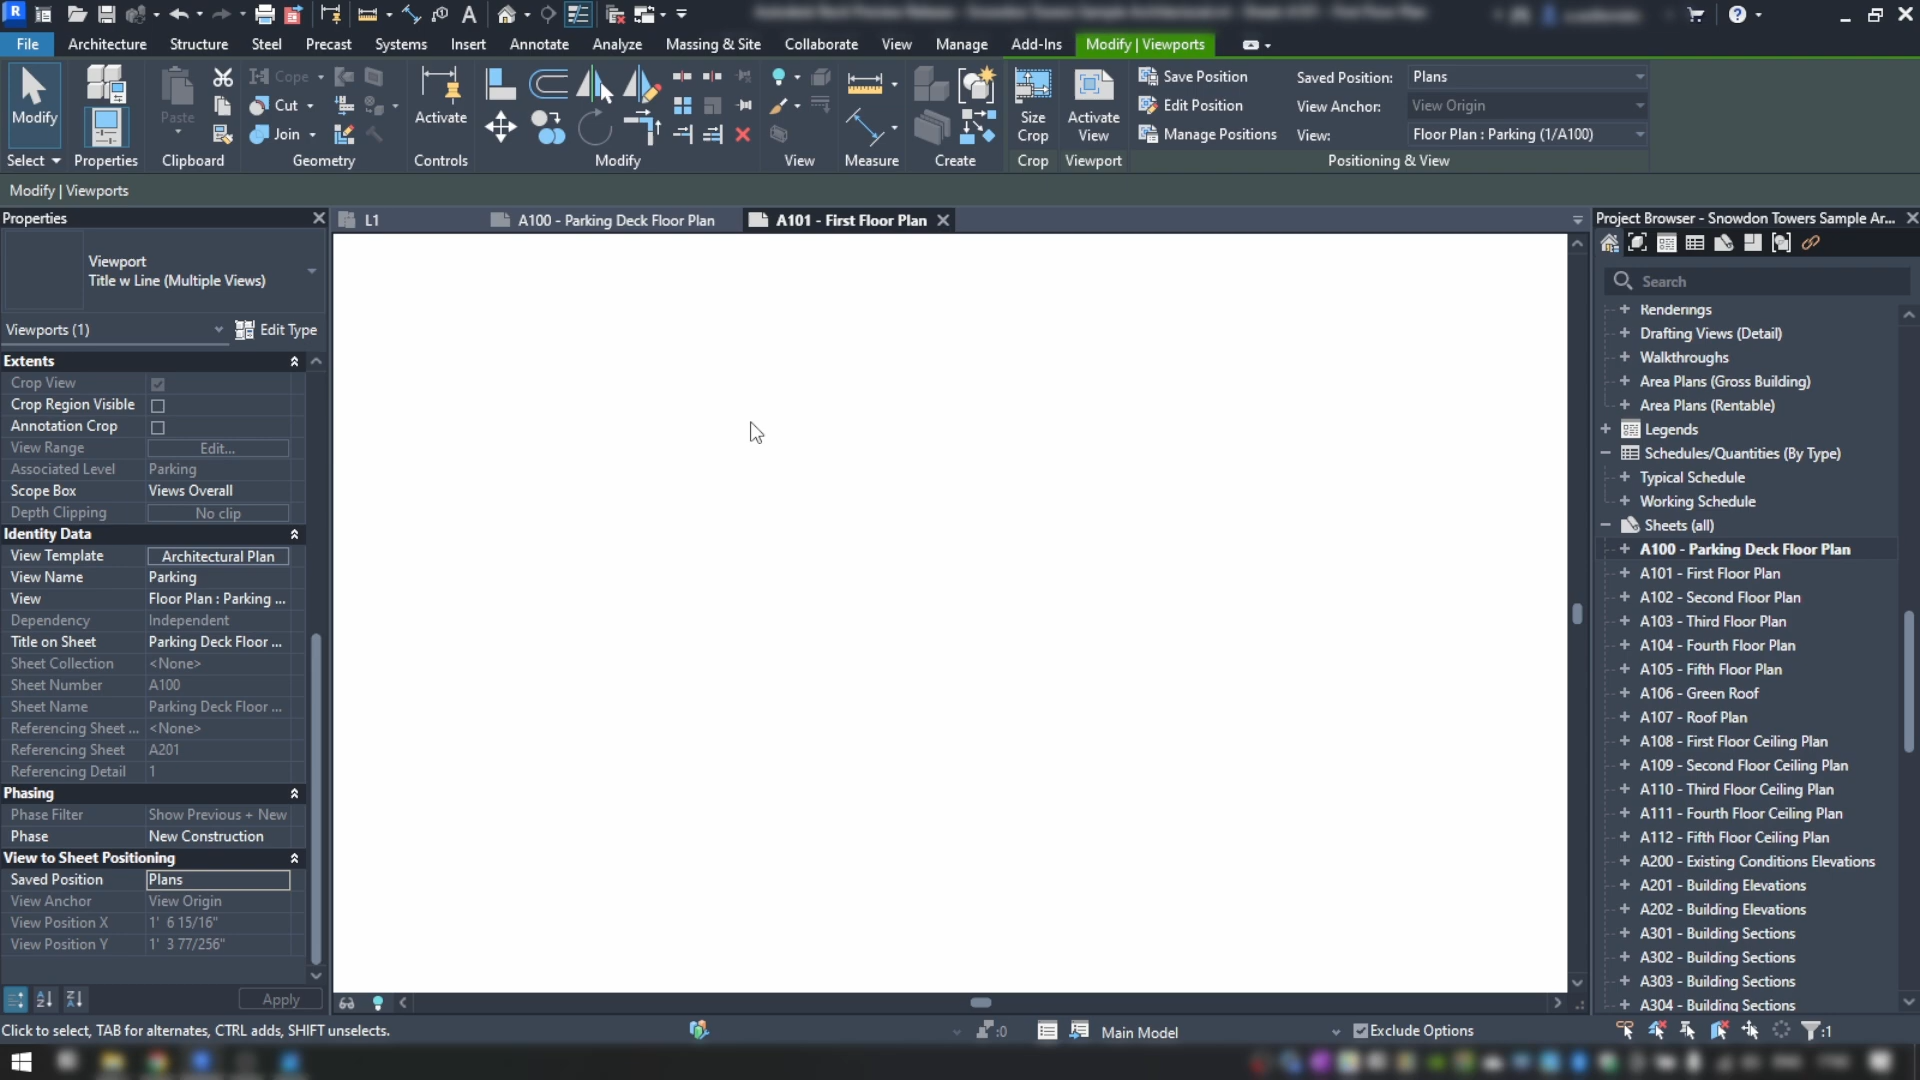 File
Architecture
Structure
Steel
Precast
Systems
Insert
Annotate
Analyze
Massing & Site
Collaborate
View
Manage
Add-Ins
Modify | Viewports
Modify
Paste
Cope
Cut
Join
Activate
Size
Crop
Activate
View
Save Position
Edit Position
Manage Positions
Saved Position:
Plans
View Anchor:
View Origin
View:
Floor Plan : Parking (1/A100)
Select
Properties
Clipboard
Geometry
Controls
Modify
View
Measure
Create
Crop
Viewport
Positioning & View
Modify | Viewports
Properties
Viewport
Title w Line (Multiple Views)
Viewports (1)
Edit Type
Extents
Crop View
Crop Region Visible
Annotation Crop
View Range
Edit...
Associated Level
Parking
Scope Box
Views Overall
Depth Clipping
No clip
Identity Data
View Template
Architectural Plan
View Name
Parking
View
Floor Plan : Parking ...
Dependency
Independent
Title on Sheet
Parking Deck Floor ...
Sheet Collection
<None>
Sheet Number
A100
Sheet Name
Parking Deck Floor ...
Referencing Sheet ...
<None>
Referencing Sheet
A201
Referencing Detail
1
Phasing
Phase Filter
Show Previous + New
Phase
New Construction
View to Sheet Positioning
Saved Position
Plans
View Anchor
View Origin
View Position X
1' 6 15/16"
View Position Y
1' 3 77/256"
Apply
L1
A100 - Parking Deck Floor Plan
A101 - First Floor Plan
Project Browser - Snowdon Towers Sample Ar...
Search
Renderings
Drafting Views (Detail)
Walkthroughs
Area Plans (Gross Building)
Area Plans (Rentable)
Legends
Schedules/Quantities (By Type)
Typical Schedule
Working Schedule
Sheets (all)
A100 - Parking Deck Floor Plan
A101 - First Floor Plan
A102 - Second Floor Plan
A103 - Third Floor Plan
A104 - Fourth Floor Plan
A105 - Fifth Floor Plan
A106 - Green Roof
A107 - Roof Plan
A108 - First Floor Ceiling Plan
A109 - Second Floor Ceiling Plan
A110 - Third Floor Ceiling Plan
A111 - Fourth Floor Ceiling Plan
A112 - Fifth Floor Ceiling Plan
A200 - Existing Conditions Elevations
A201 - Building Elevations
A202 - Building Elevations
A301 - Building Sections
A302 - Building Sections
A303 - Building Sections
A304 - Building Sections
Click to select, TAB for alternates, CTRL adds, SHIFT unselects.
:0
Main Model
Exclude Options
:1